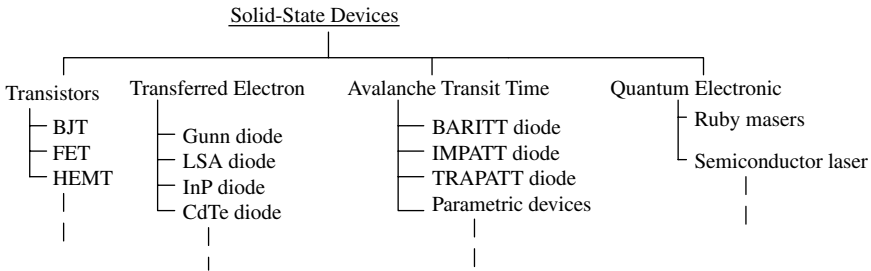 Solid-State Devices
Transistors
BJT
FET
HEMT
Transferred Electron
Gunn diode
LSA diode
InP diode
CdTe diode
Avalanche Transit Time
BARITT diode
IMPATT diode
TRAPATT diode
Parametric devices
Quantum Electronic
Ruby masers
Semiconductor laser